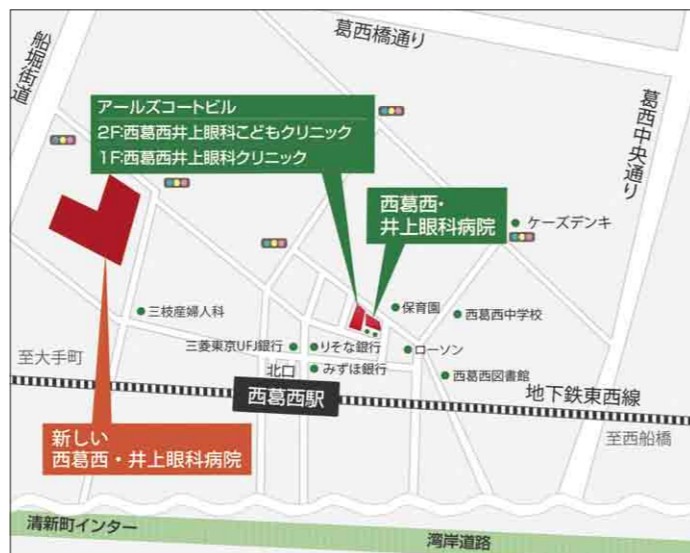 船堀街道
葛西橋通り
葛西中央通り
アールズコートビル
2F:西葛西井上眼科こどもクリニック
1F:西葛西井上眼科クリニック
西葛西・
井上眼科病院
ケーズデンキ
三枝産婦人科
保育園
西葛西中学校
三菱東京UFJ銀行
りそな銀行
ローソン
至大手町
北口
みずほ銀行
西葛西図書館
西葛西駅
地下鉄東西線
至西船橋
新しい
西葛西・井上眼科病院
清新町インター
湾岸道路